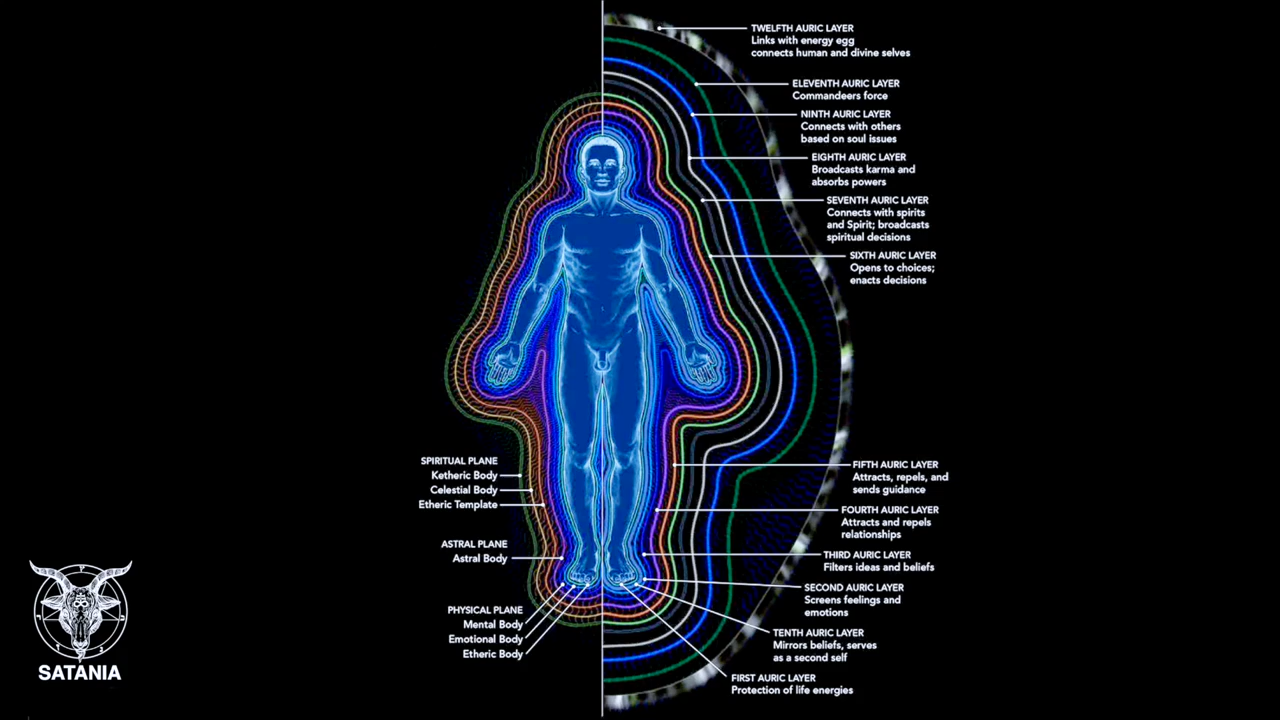 TWELFTH AURIC LAYER
Links with energy egg
connects human and divine selves
ELEVENTH AURIC LAYER
Commandeers force
NINTH AURIC LAYER
Connects with others
based on soul issues
EIGHTH AURIC LAYER
Broadcasts karma and
absorbs powers
SEVENTH AURIC LAYER
Connects with spirits
and Spirit; broadcasts
spiritual decisions
SIXTH AURIC LAYER
Opens to choices;
enacts decisions
SPIRITUAL PLANE
Ketheric Body
Celestial Body
Etheric Template
ASTRAL PLANE
Astral Body
PHYSICAL PLANE
Mental Body
Emotional Body
Etheric Body
FIFTH AURIC LAYER
Attracts, repels, and
sends guidance
FOURTH AURIC LAYER
Attracts and repels
relationships
THIRD AURIC LAYER
Filters ideas and beliefs
SECOND AURIC LAYER
Screens feelings and
emotions
TENTH AURIC LAYER
Mirrors beliefs, serves
as a second self
FIRST AURIC LAYER
Protection of life energies
SATANIA